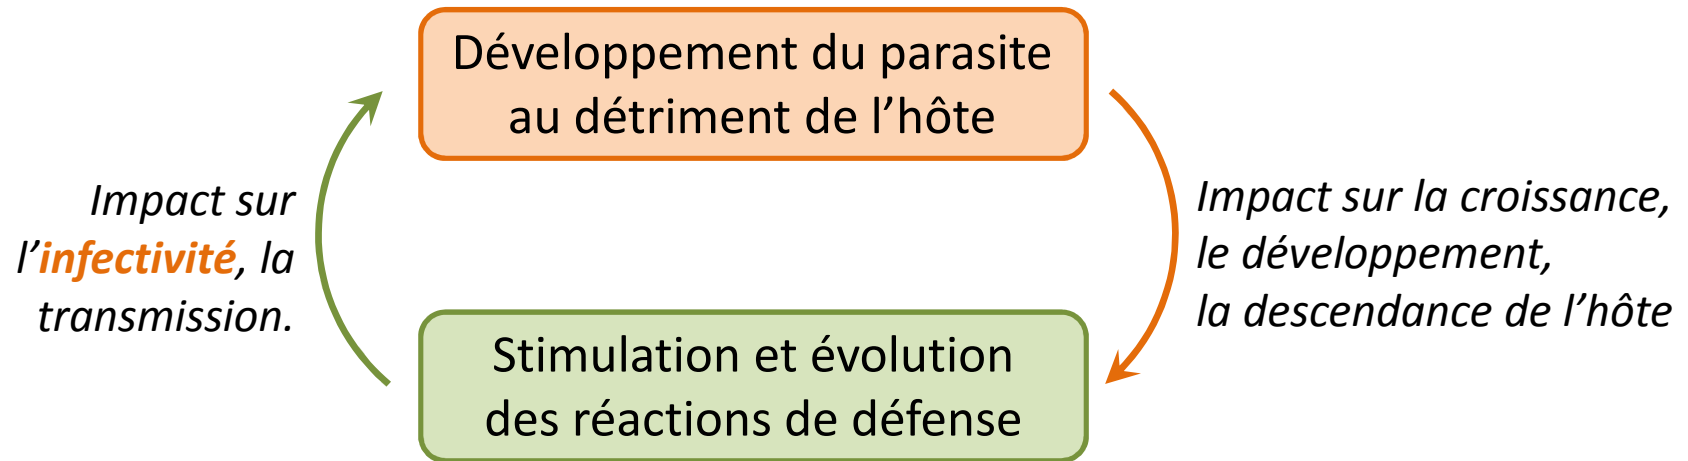 Développement du parasite
au détriment de l’hôte
Impact sur
l’infectivité, la
transmission.
Impact sur la croissance,
le développement,
la descendance de l’hôte
Stimulation et évolution
des réactions de défense